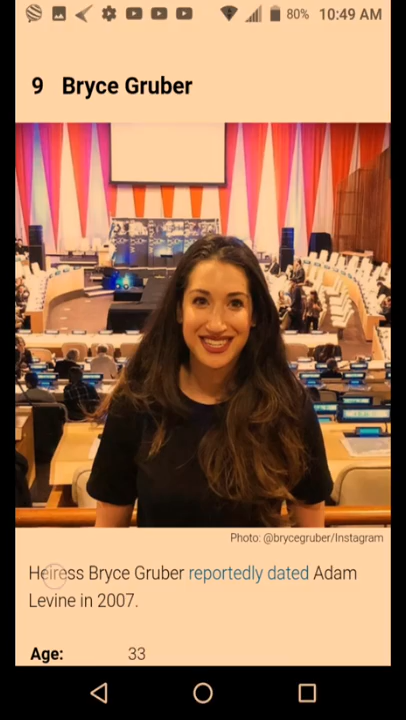 80% 10:49 AM
9 Bryce Gruber
Photo: @brycegruber/Instagram
Heiress Bryce Gruber reportedly dated Adam
Levine in 2007.
Age: 33